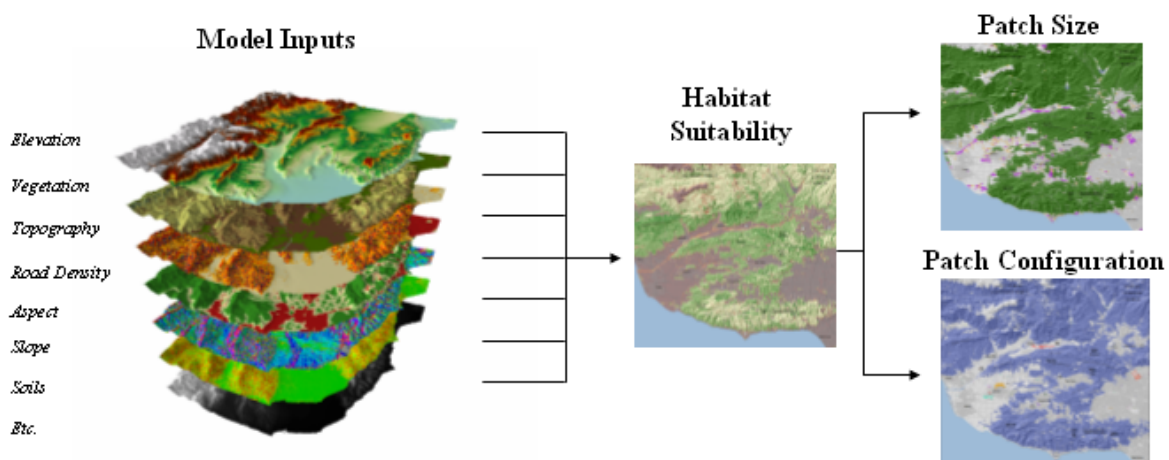 Model Inputs
Elevation
Vegetation
Topography
Road Density
Aspect
Slope
Soils
Etc.
Habitat
Suitability
Patch Size
Patch Configuration